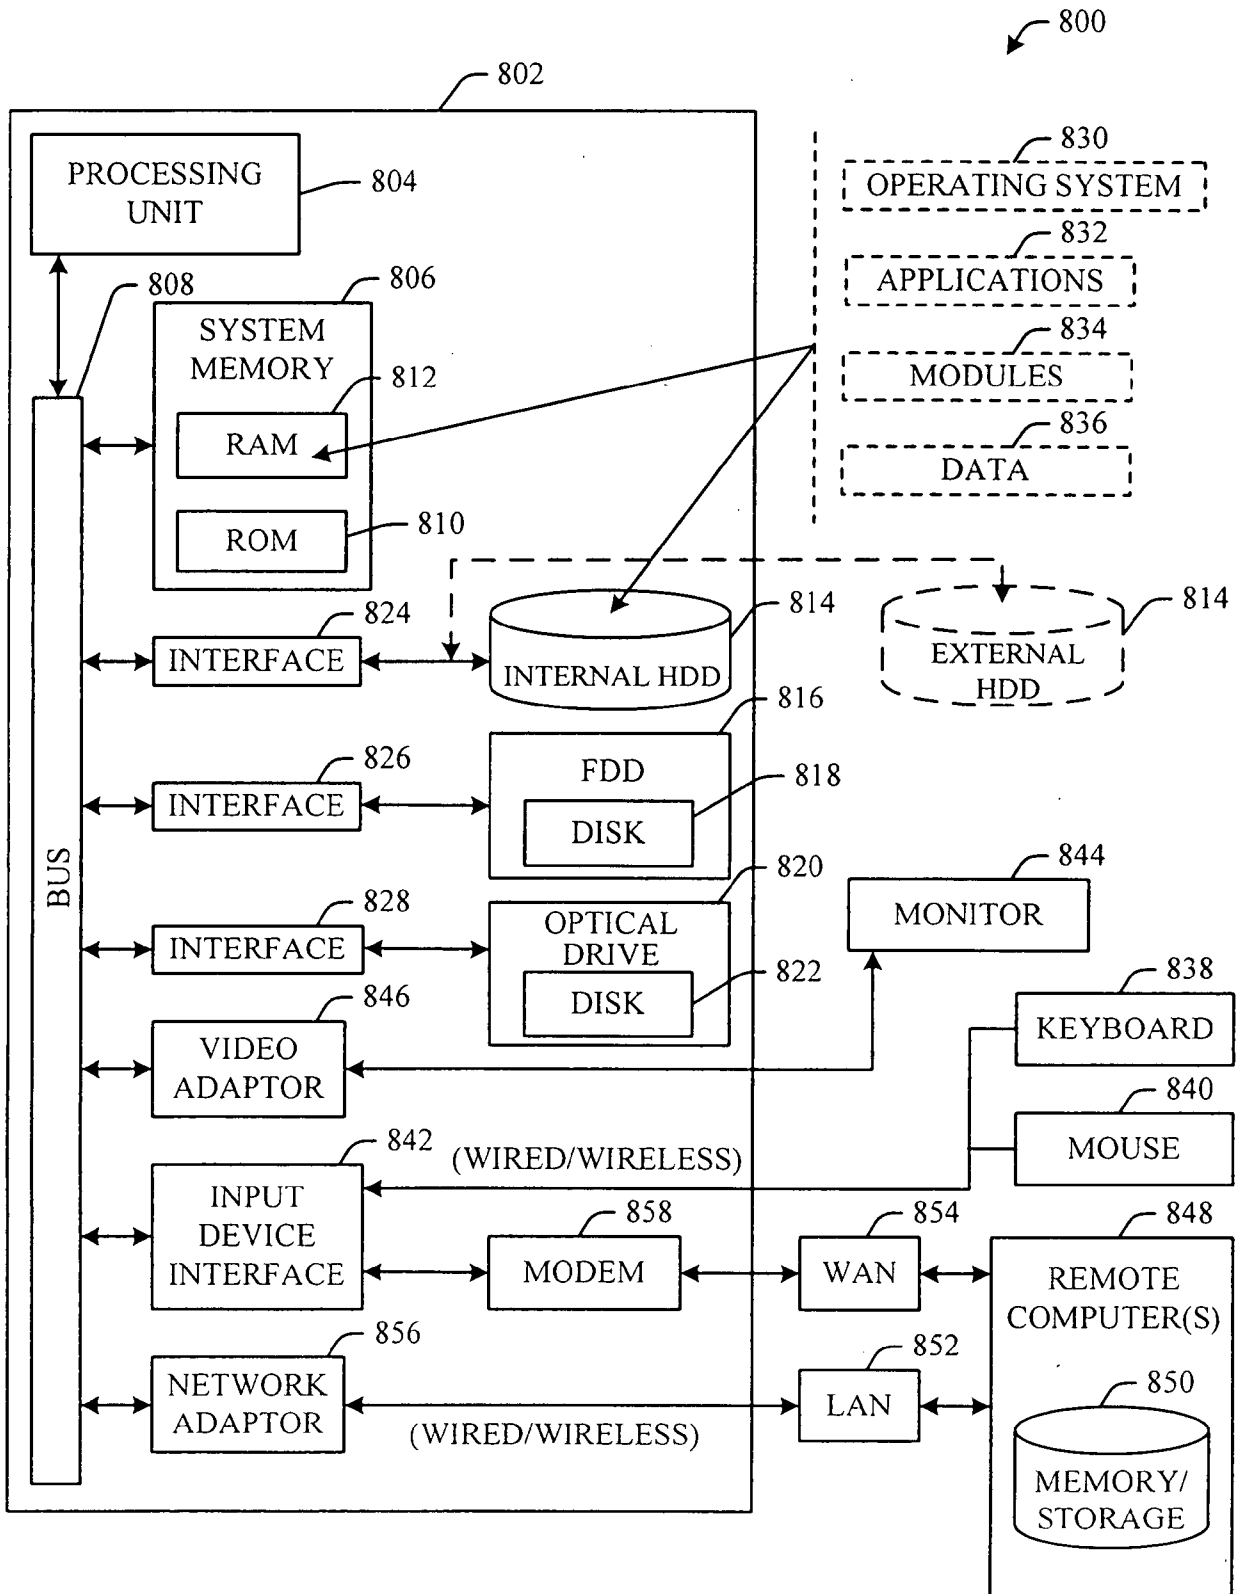 800
802
PROCESSING
UNIT
804
830
OPERATING SYSTEM
832
APPLICATIONS
834
MODULES
836
DATA
808
806
SYSTEM
MEMORY
812
RAM
810
ROM
824
INTERFACE
814
INTERNAL HDD
814
EXTERNAL
HDD
816
FDD
818
DISK
826
INTERFACE
BUS
820
OPTICAL
DRIVE
822
DISK
828
INTERFACE
844
MONITOR
846
VIDEO
ADAPTOR
838
KEYBOARD
840
MOUSE
842
INPUT
DEVICE
INTERFACE
(WIRED/WIRELESS)
858
MODEM
854
WAN
848
REMOTE
COMPUTER(S)
856
NETWORK
ADAPTOR
(WIRED/WIRELESS)
852
LAN
850
MEMORY/
STORAGE